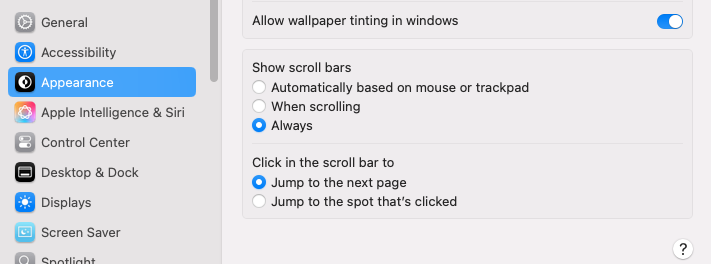 General
Accessibility
Appearance
Apple Intelligence & Siri
Control Center
Desktop & Dock
Displays
Screen Saver
Spotlight
Allow wallpaper tinting in windows
Show scroll bars
Automatically based on mouse or trackpad
When scrolling
Always
Click in the scroll bar to
Jump to the next page
Jump to the spot that's clicked
?